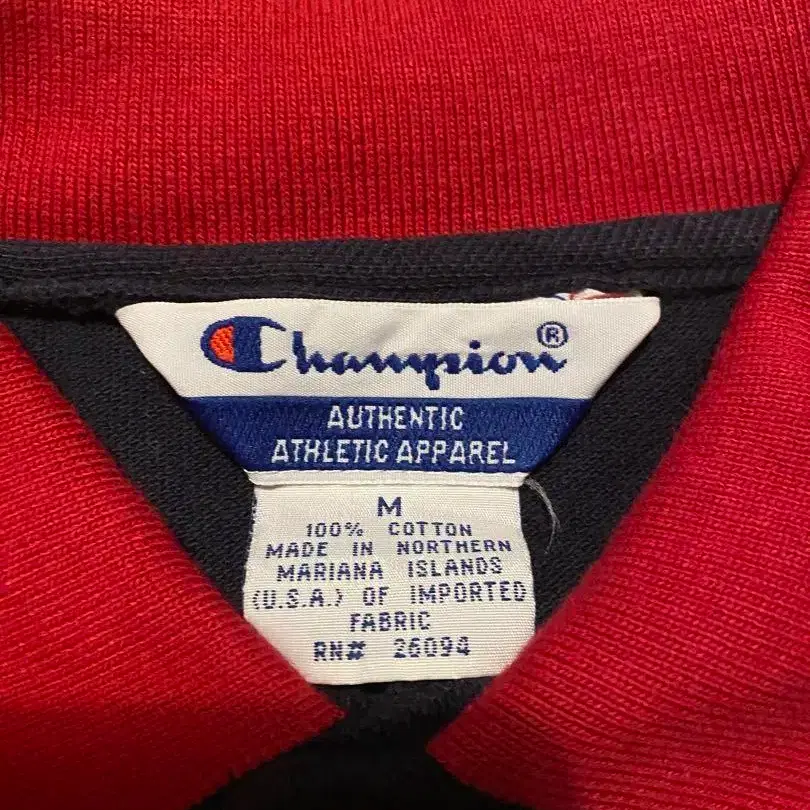 Champion®
AUTHENTIC
ATHLETIC APPAREL
M
100% COTTON
MADE IN NORTHERN
MARIANA ISLANDS
(U.S.A.) OF IMPORTED
FABRIC
RN# 26094